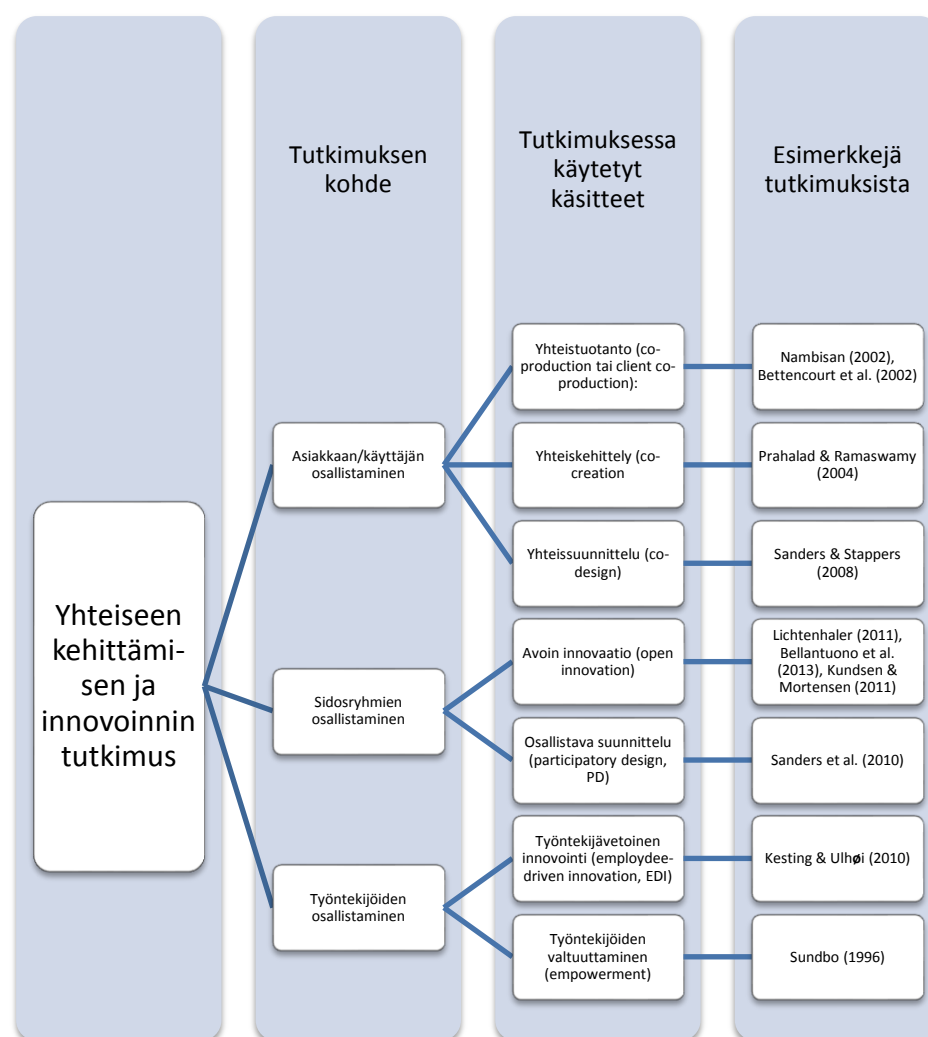 Tutkimuksen
kohde
Tutkimuksessa
käytetyt
käsitteet
Esimerkkejä
tutkimuksista
Yhteiseen
kehittämi-
sen ja
innovoinnin
tutkimus
Asiakkaan/käyttäjän
osallistaminen
Yhteistuotanto (co-
production tai client co-
production):
Nambisan (2002),
Bettencourt et al. (2002)
Yhteiskehittely (co-
creation
Prahalad & Ramaswamy
(2004)
Yhteissuunnittelu (co-
design)
Sanders & Stappers
(2008)
Sidosryhmien
osallistaminen
Avoin innovaatio (open
innovation)
Lichtenhaler (2011),
Bellantuono et al.
(2013), Kundsen &
Mortensen (2011)
Osallistava suunnittelu
(participatory design,
PD)
Sanders et al. (2010)
Työntekijöiden
osallistaminen
Työntekijävetoinen
innovointi (employdee-
driven innovation, EDI)
Kesting & Ulhøi (2010)
Työntekijöiden
valtuuttaminen
(empowerment)
Sundbo (1996)